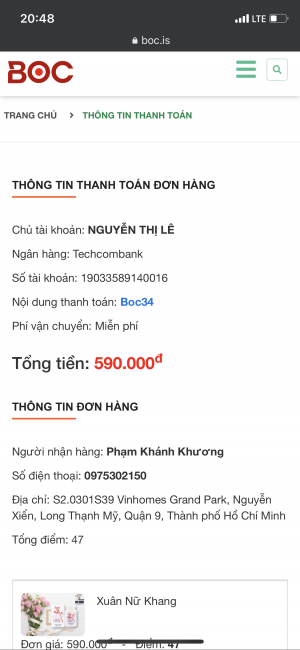 20:48
LTE
boc.is
BOC
TRANG CHỦ > THÔNG TIN THANH TOÁN
THÔNG TIN THANH TOÁN ĐƠN HÀNG
Chủ tài khoản: NGUYỄN THỊ LÊ
Ngân hàng: Techcombank
Số tài khoản: 19033589140016
Nội dung thanh toán: Boc34
Phí vận chuyển: Miễn phí
Tổng tiền: 590.000đ
THÔNG TIN ĐƠN HÀNG
Người nhận hàng: Phạm Khánh Khương
Số điện thoại: 0975302150
Địa chỉ: S2.0301S39 Vinhomes Grand Park, Nguyễn
Xiển, Long Thạnh Mỹ, Quận 9, Thành phố Hồ Chí Minh
Tổng điểm: 47
Xuân Nữ Khang
Đơn giá: 590.000đ - Điểm: 47